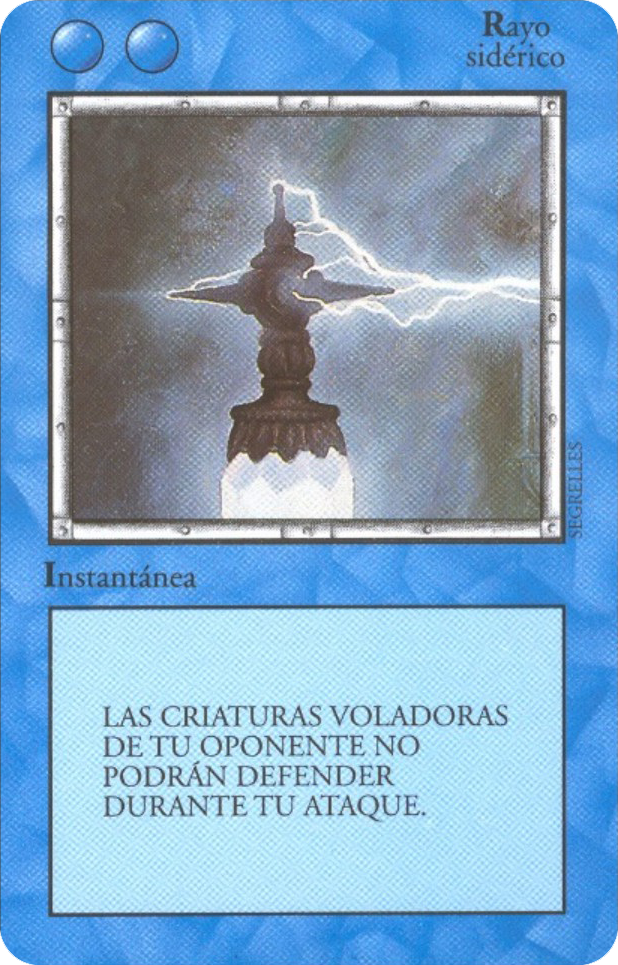 Rayo
sidérico
SEGRELLES
Instantánea
LAS CRIATURAS VOLADORAS
DE TU OPONENTE NO
PODRÁN DEFENDER
DURANTE TU ATAQUE.